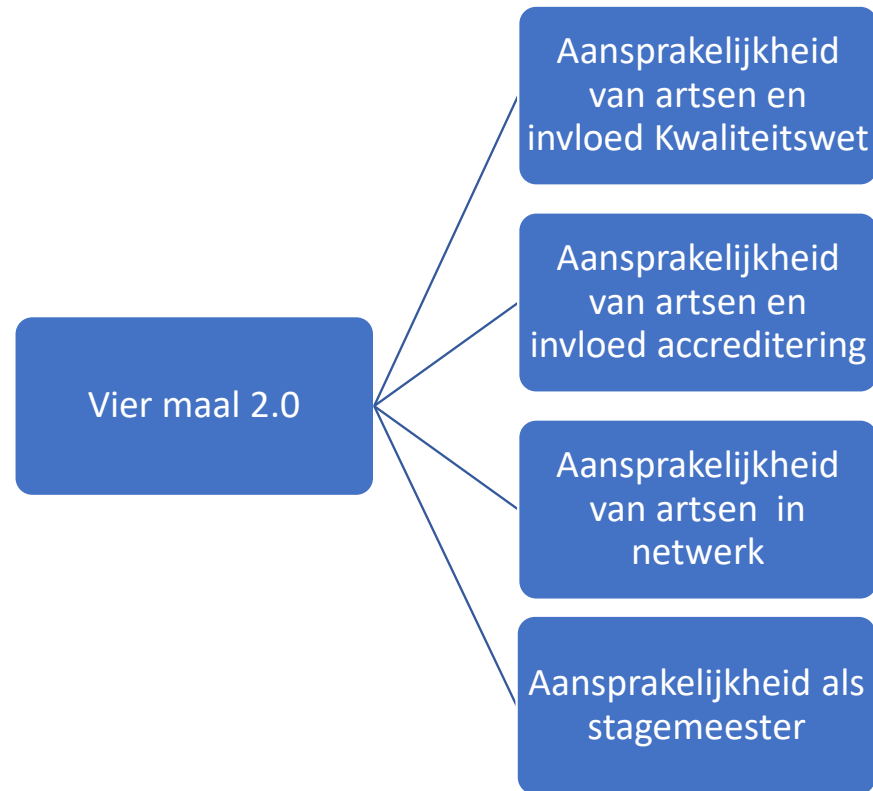 Vier maal 2.0
Aansprakelijkheid
van artsen en
invloed Kwaliteitswet
Aansprakelijkheid
van artsen en
invloed accreditering
Aansprakelijkheid
van artsen in
netwerk
Aansprakelijkheid als
stagemeester